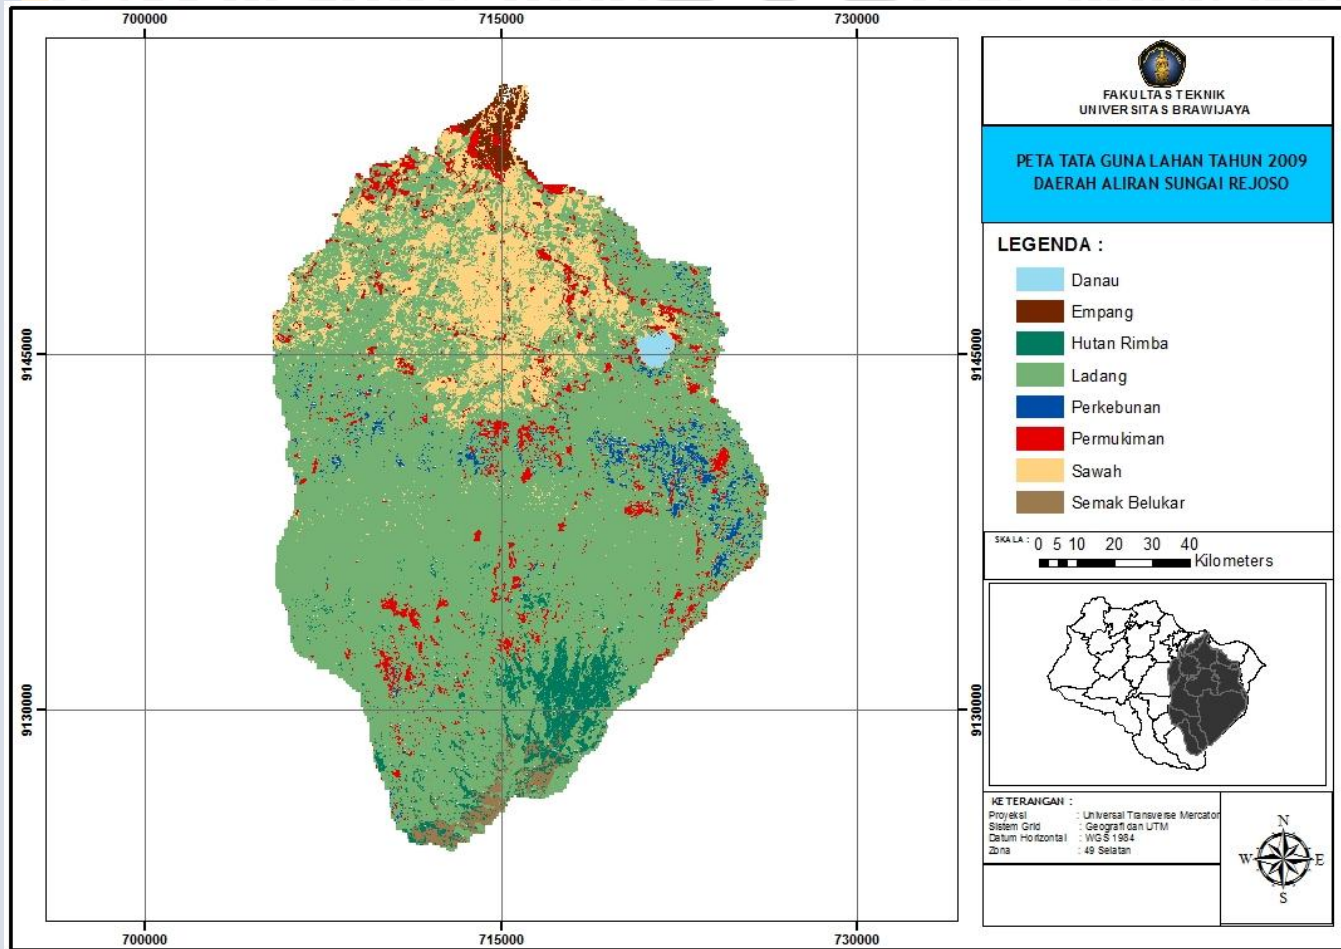 700000 715000 730000
9145000 9145000
9130000 9130000
700000 715000 730000
FAKULTAS TEKNIK
UNIVERSITAS BRAWIJAYA
PETA TATA GUNA LAHAN TAHUN 2009
DAERAH ALIRAN SUNGAI REJOSO
LEGENDA :
Danau
Empang
Hutan Rimba
Ladang
Perkebunan
Permukiman
Sawah
Semak Belukar
SKALA : 0 5 10 20 30 40
Kilometers
KETERANGAN :
Proyeksi : Universal Transverse Mercator
Sistem Grid : Geografi dan UTM
Datum Horizontal : WGS 1984
Zona : 49 Selatan
N
W E
S